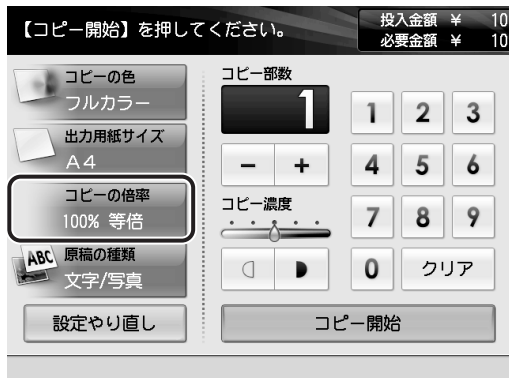 【コピー開始】を押してください。
投入金額 ¥ 10
必要金額 ¥ 10
コピーの色
フルカラー
出力用紙サイズ
A4
コピーの倍率
100% 等倍
ABC
原稿の種類
文字/写真
設定やり直し
コピー部数
1
- +
コピー濃度
1 2 3
4 5 6
7 8 9
0 クリア
コピー開始